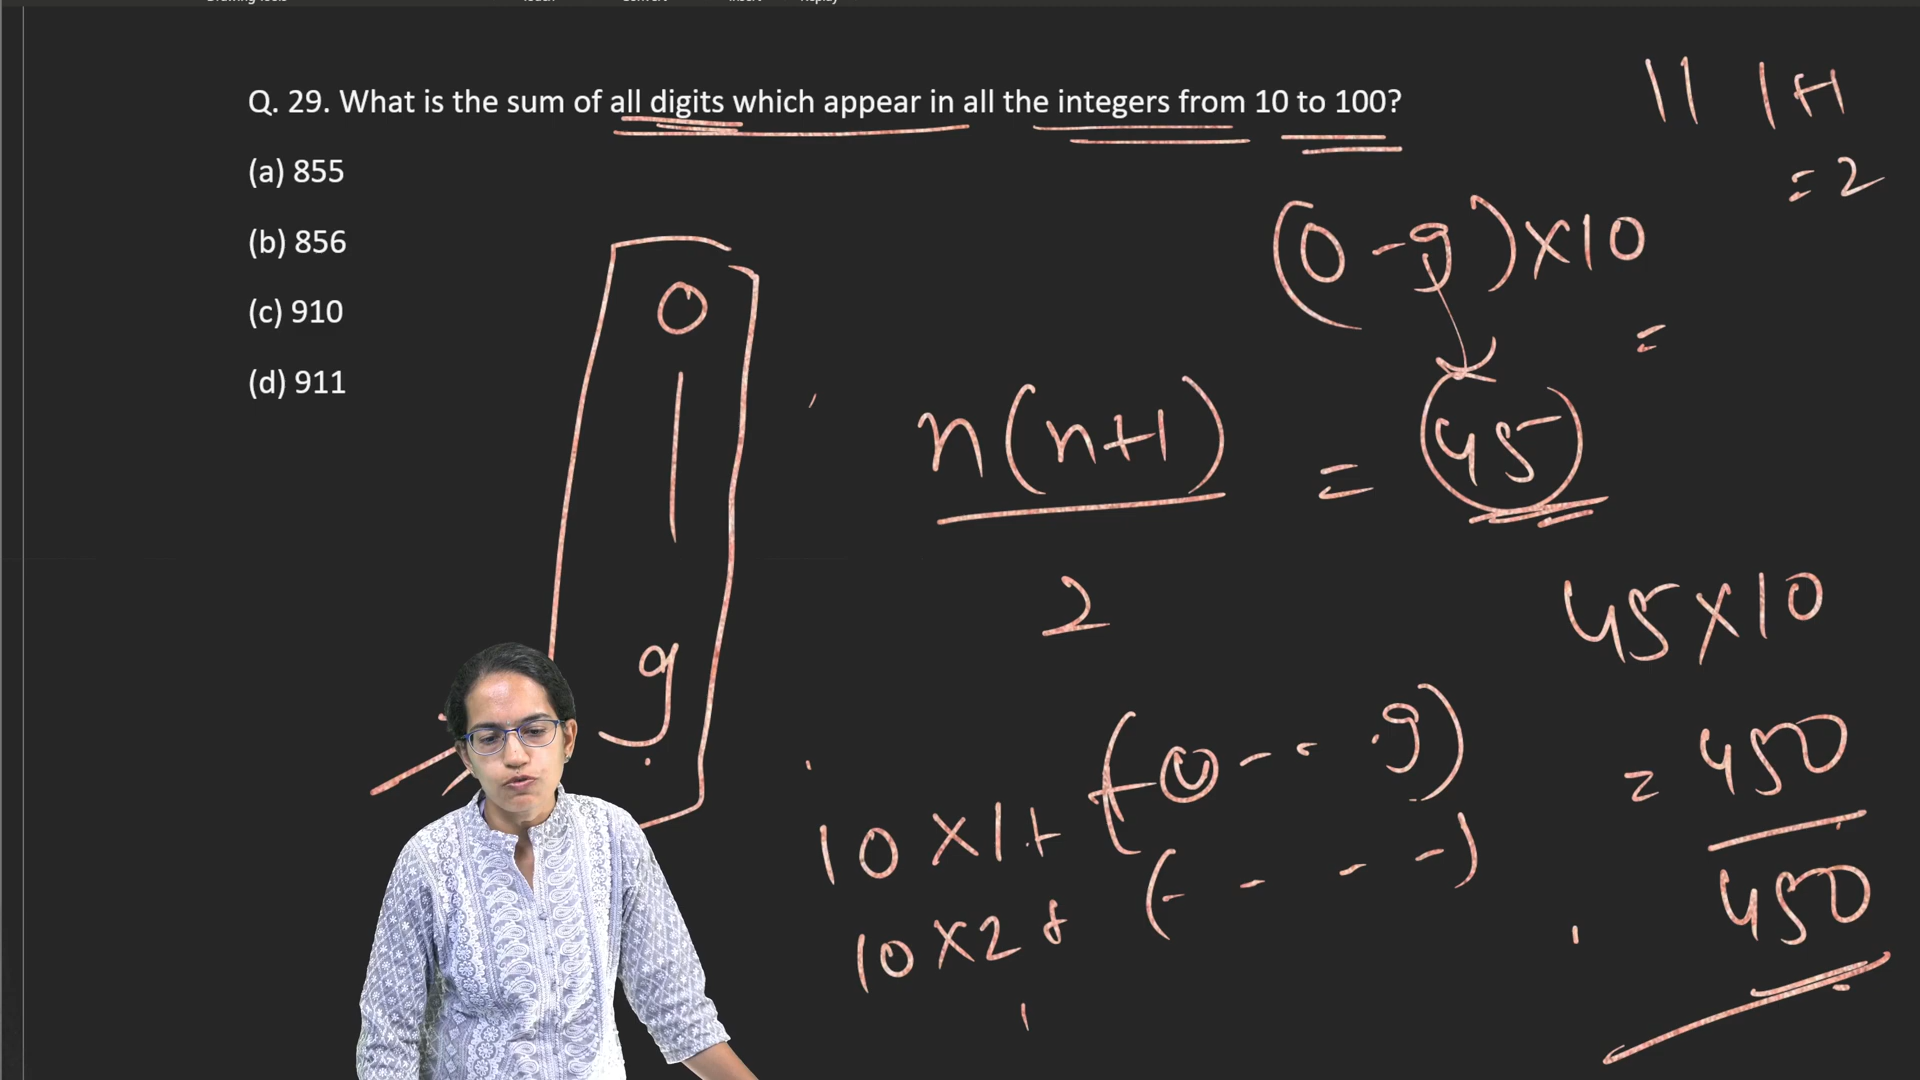 Q. 29. What is the sum of all digits which appear in all the integers from 10 to 100?
(a) 855
(b) 856
(c) 910
(d) 911
11 1+1
=2
(0-9)×10
=
0
9
n(n+1)
2
= 45
45×10
= 450
450
10×1+ (0-- .9)
10×2+ (- - - -)